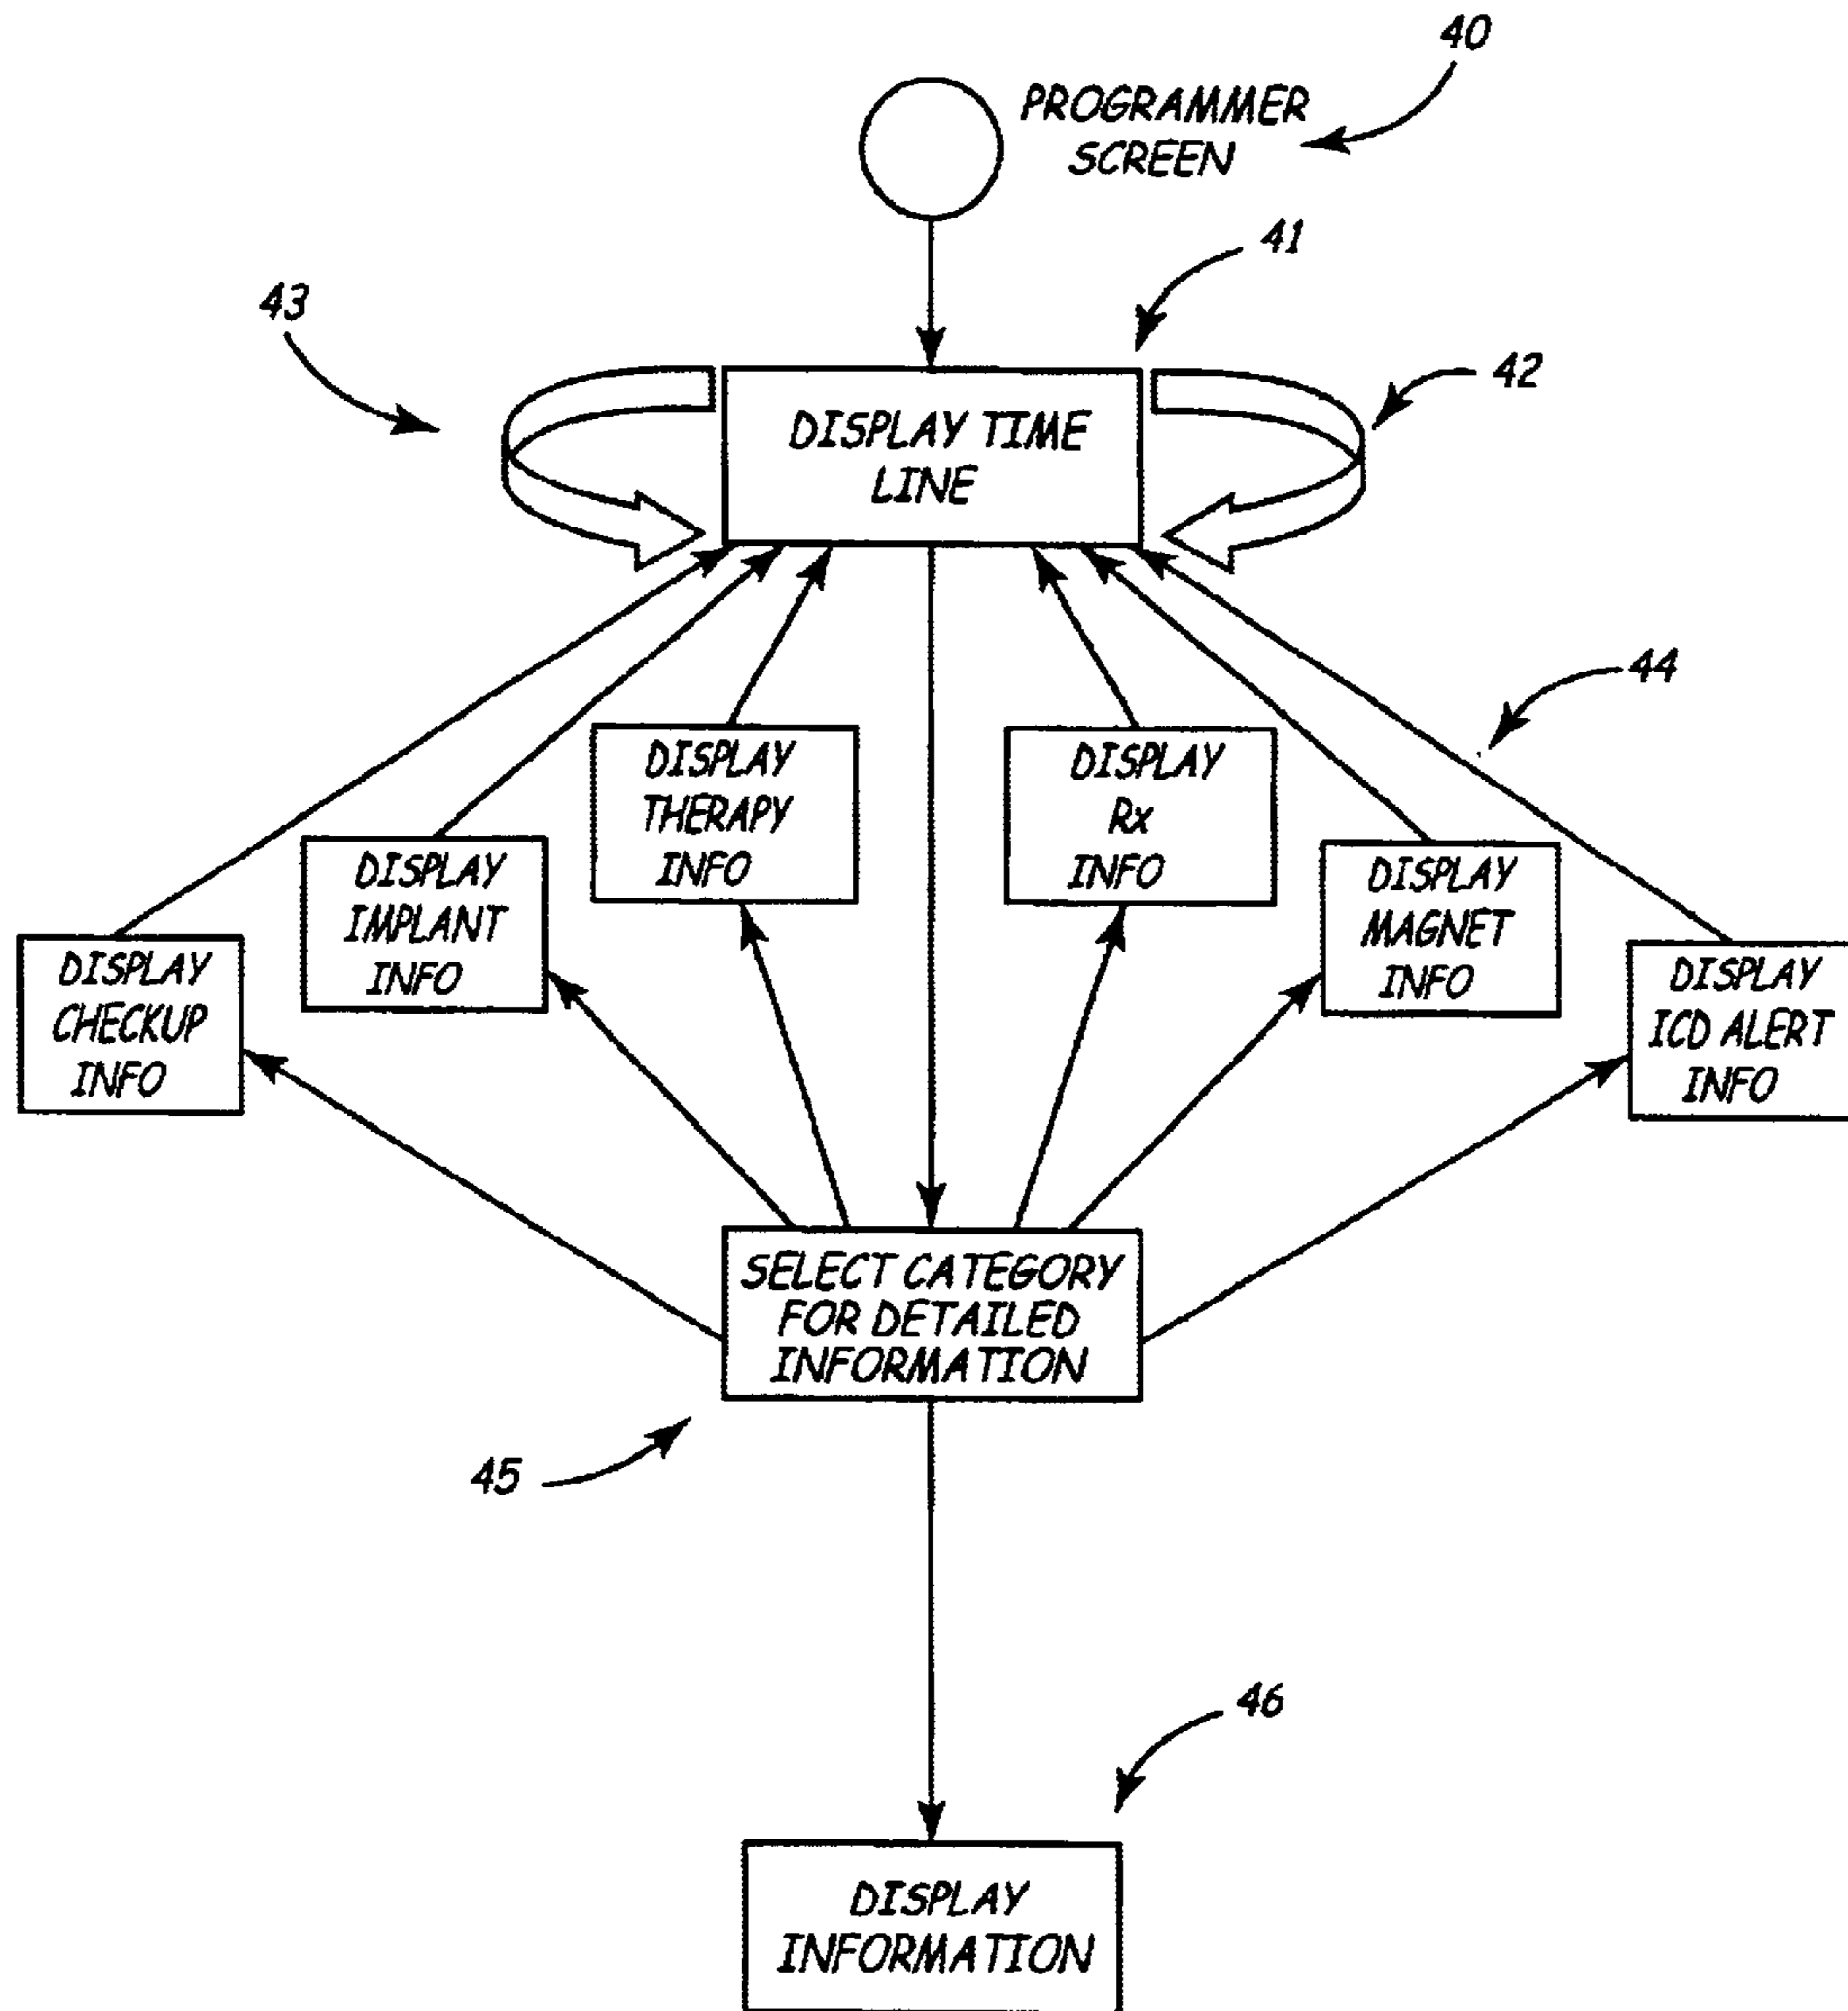 40
PROGRAMMER
SCREEN
41
43
42
DISPLAY TIME
LINE
44
DISPLAY
THERAPY
INFO
DISPLAY
Rx
INFO
DISPLAY
IMPLANT
INFO
DISPLAY
MAGNET
INFO
DISPLAY
CHECKUP
INFO
DISPLAY
ICD ALERT
INFO
SELECT CATEGORY
FOR DETAILED
INFORMATION
45
46
DISPLAY
INFORMATION